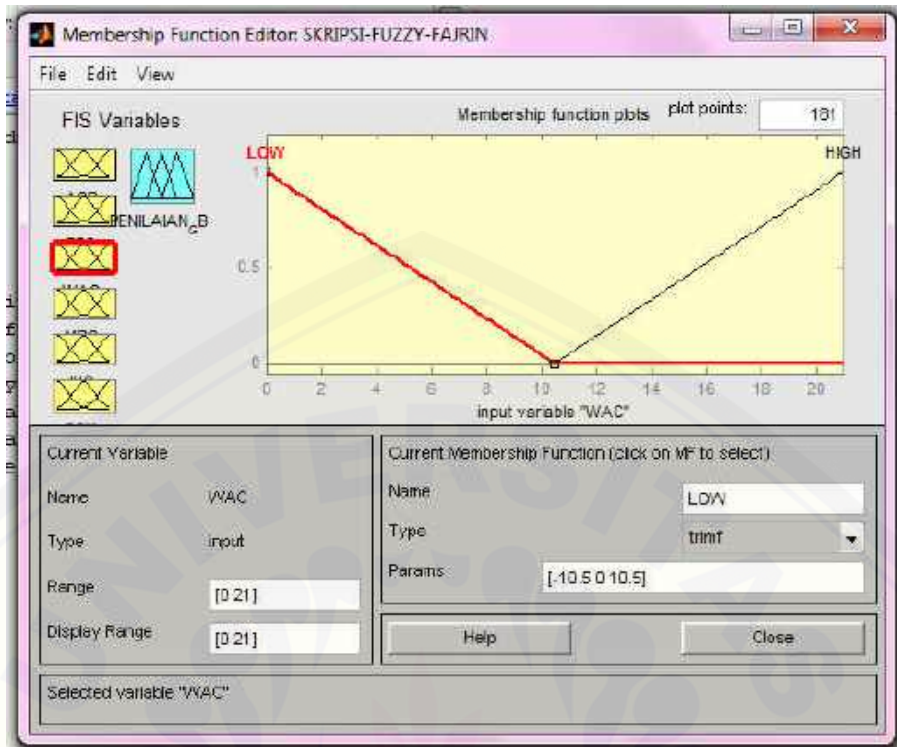 Membership Function Editor: SKRIPSI-FUZZY-FAJRIN
File Edit View
FIS Variables
Membership function plots
plot points:
181
PENILAIAN_GB
LOW
HIGH
1
0.5
0
0 2 4 6 8 10 12 14 16 18 20
input variable "WAC"
Current Variable
Name WAC
Type input
Range [0 21]
Display Range [0 21]
Current Membership Function (click on MF to select)
Name LOW
Type trimf
Params [-10.5 0 10.5]
Help Close
Selected variable "WAC"
UNIVERSITAS